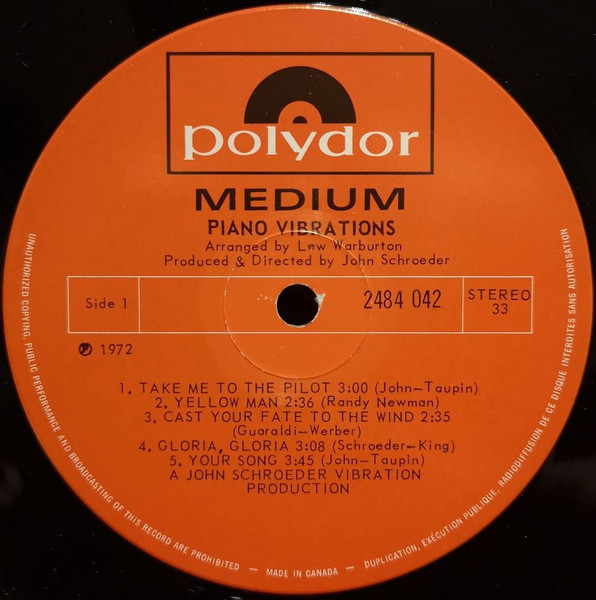 polydor
MEDIUM
PIANO VIBRATIONS
Arranged by Lew Warburton
Produced & Directed by John Schroeder
Side 1
2484 042
STEREO
33
℗ 1972
1. TAKE ME TO THE PILOT 3:00 (John-Taupin)
2. YELLOW MAN 2:36 (Randy Newman)
3. CAST YOUR FATE TO THE WIND 2:35
(Guaraldi-Werber)
4. GLORIA, GLORIA 3:08 (Schroeder-King)
5. YOUR SONG 3:45 (John-Taupin)
A JOHN SCHROEDER VIBRATION
PRODUCTION
UNAUTHORIZED COPYING, PUBLIC PERFORMANCE AND BROADCASTING OF THIS RECORD ARE PROHIBITED — MADE IN CANADA — DUPLICATION, EXÉCUTION PUBLIQUE, RADIODIFFUSION DE CE DISQUE INTERDITES SANS AUTORISATION